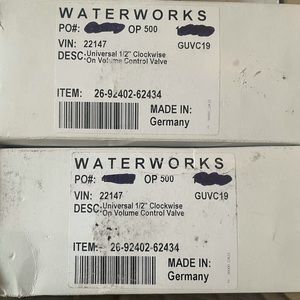 WATERWORKS
PO#: OP 500
VIN: 22147 GUVC19
DESC: Universal 1/2" Clockwise
"On Volume Control Valve
ITEM: 26-92402-62434
MADE IN:
Germany
WATERWORKS
PO#: OP 500
VIN: 22147 GUVC19
DESC: Universal 1/2" Clockwise
"On Volume Control Valve
ITEM: 26-92402-62434
MADE IN:
Germany